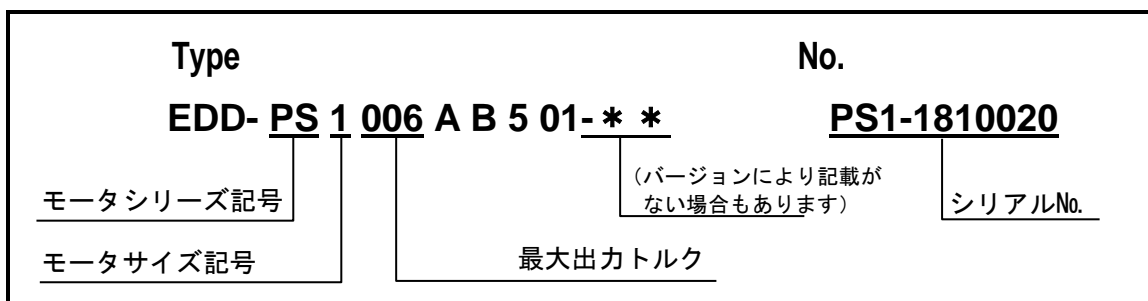 Type No.
EDD- PS 1 006 A B 5 01-＊＊ PS1-1810020
(バージョンにより記載が
ない場合もあります)
モータシリーズ記号 シリアル№.
モータサイズ記号 最大出力トルク